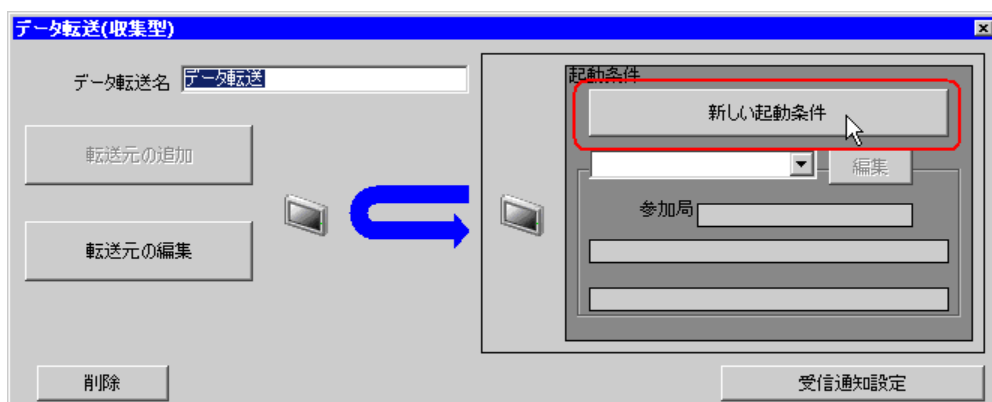 データ転送(収集型)
データ転送名 データ転送
起動条件
新しい起動条件
転送元の追加
編集
参加局
転送元の編集
削除
受信通知設定